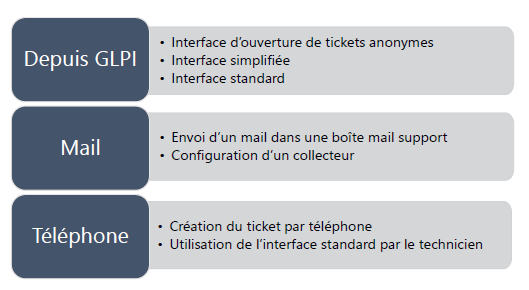 Depuis GLPI
• Interface d’ouverture de tickets anonymes
• Interface simplifiée
• Interface standard
Mail
• Envoi d’un mail dans une boîte mail support
• Configuration d’un collecteur
Téléphone
• Création du ticket par téléphone
• Utilisation de l’interface standard par le technicien